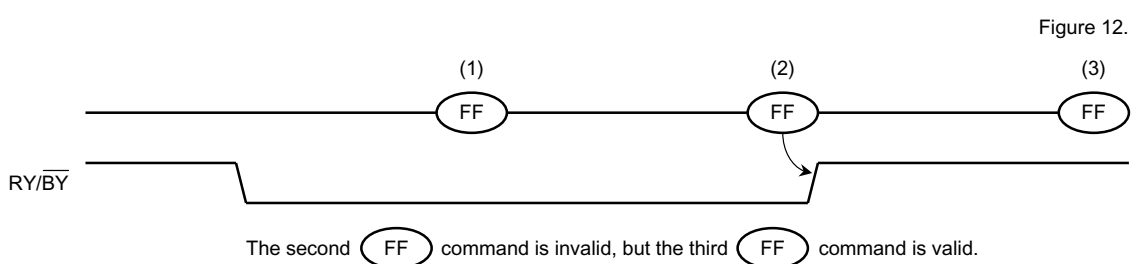 Figure 12.
(1) (2) (3)
FF FF FF
RY/B̅Y̅
The second FF command is invalid, but the third FF command is valid.